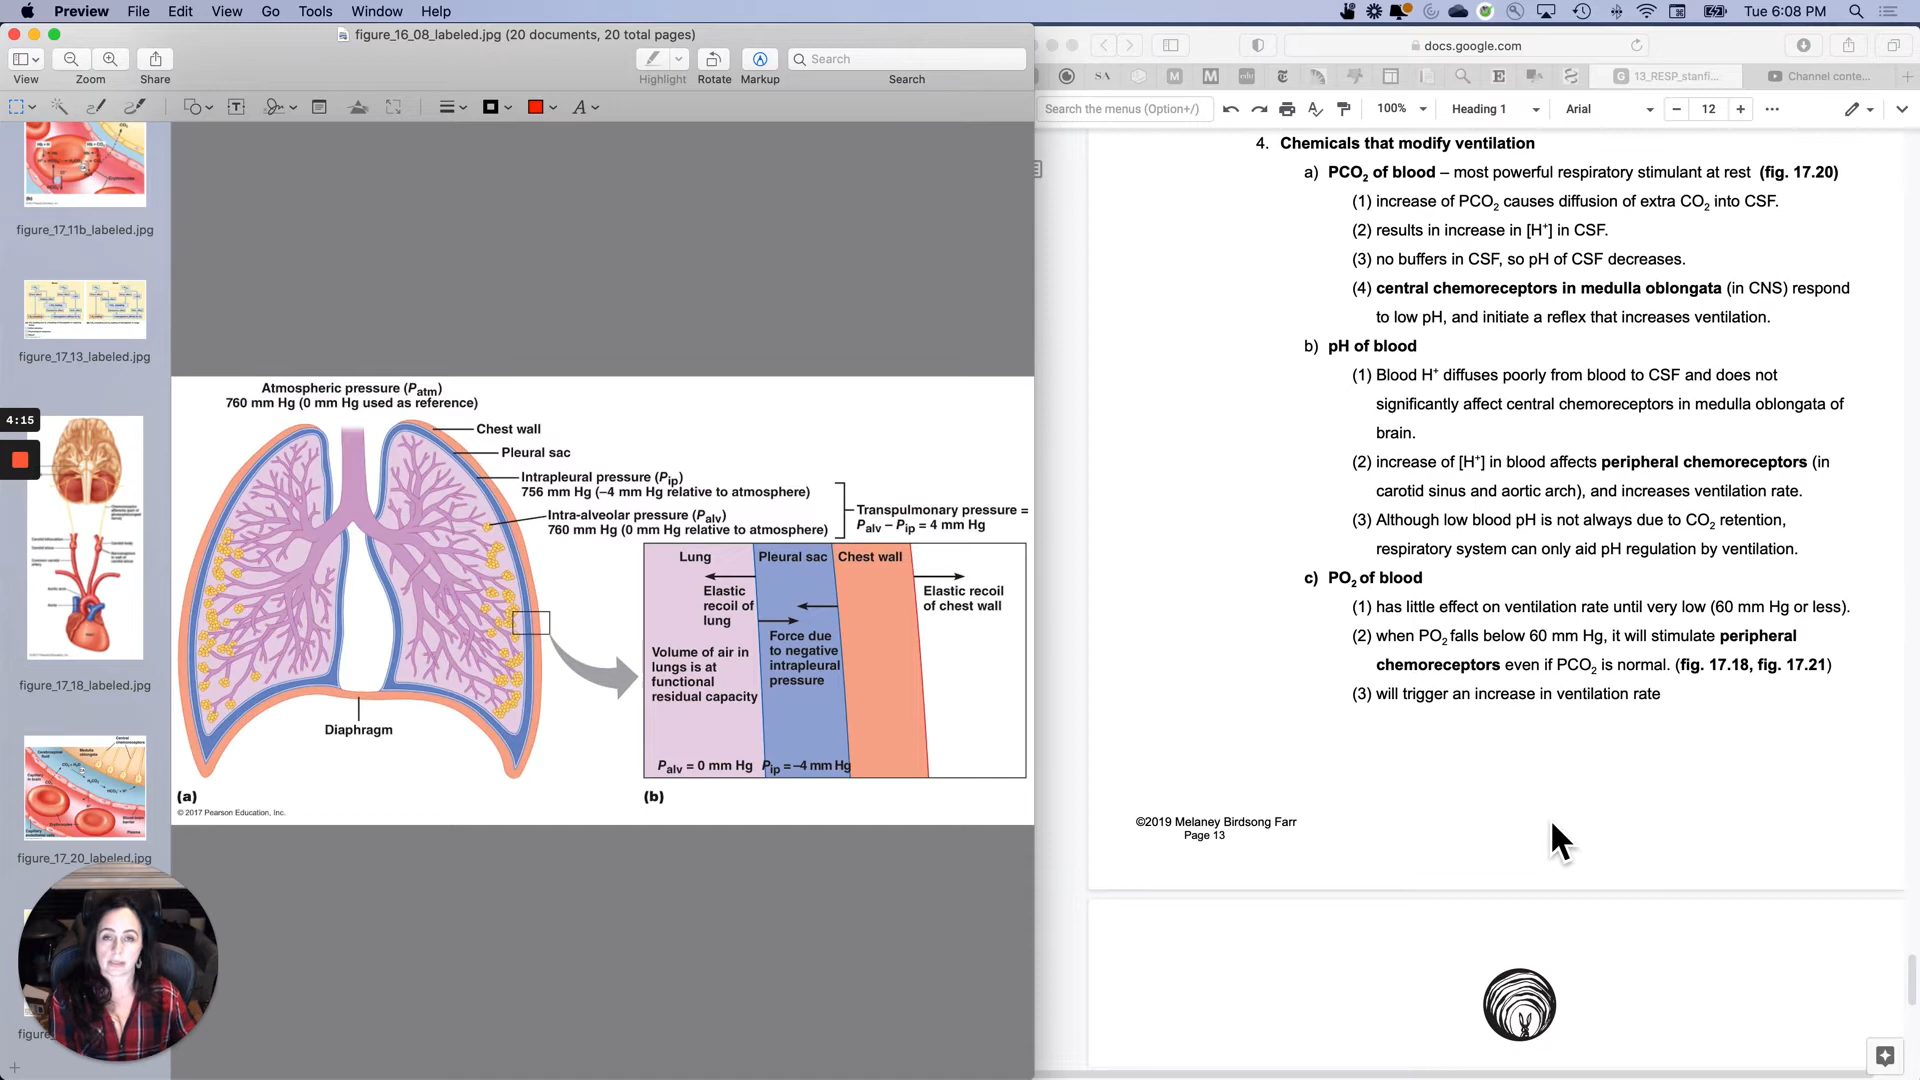 Preview File Edit View Go Tools Window Help
Tue 6:08 PM
figure_16_08_labeled.jpg (20 documents, 20 total pages)
View
Zoom
Share
Highlight
Rotate
Markup
Search
Search
figure_17_11b_labeled.jpg
figure_17_13_labeled.jpg
4:15
figure_17_18_labeled.jpg
figure_17_20_labeled.jpg
Atmospheric pressure (Patm)
760 mm Hg (0 mm Hg used as reference)
Chest wall
Pleural sac
Intrapleural pressure (Pip)
756 mm Hg (–4 mm Hg relative to atmosphere)
Intra-alveolar pressure (Palv)
760 mm Hg (0 mm Hg relative to atmosphere)
Transpulmonary pressure =
Palv – Pip = 4 mm Hg
Lung
Pleural sac
Chest wall
Elastic
recoil of
lung
Elastic recoil
of chest wall
Force due
to negative
intrapleural
pressure
Volume of air in
lungs is at
functional
residual capacity
Diaphragm
Palv = 0 mm Hg
Pip = –4 mm Hg
(a)
(b)
© 2017 Pearson Education, Inc.
docs.google.com
13_RESP_stanfi...
Channel conte...
Search the menus (Option+/)
100%
Heading 1
Arial
12
4. Chemicals that modify ventilation
a) PCO2 of blood – most powerful respiratory stimulant at rest (fig. 17.20)
(1) increase of PCO2 causes diffusion of extra CO2 into CSF.
(2) results in increase in [H+] in CSF.
(3) no buffers in CSF, so pH of CSF decreases.
(4) central chemoreceptors in medulla oblongata (in CNS) respond
to low pH, and initiate a reflex that increases ventilation.
b) pH of blood
(1) Blood H+ diffuses poorly from blood to CSF and does not
significantly affect central chemoreceptors in medulla oblongata of
brain.
(2) increase of [H+] in blood affects peripheral chemoreceptors (in
carotid sinus and aortic arch), and increases ventilation rate.
(3) Although low blood pH is not always due to CO2 retention,
respiratory system can only aid pH regulation by ventilation.
c) PO2 of blood
(1) has little effect on ventilation rate until very low (60 mm Hg or less).
(2) when PO2 falls below 60 mm Hg, it will stimulate peripheral
chemoreceptors even if PCO2 is normal. (fig. 17.18, fig. 17.21)
(3) will trigger an increase in ventilation rate
©2019 Melaney Birdsong Farr
Page 13